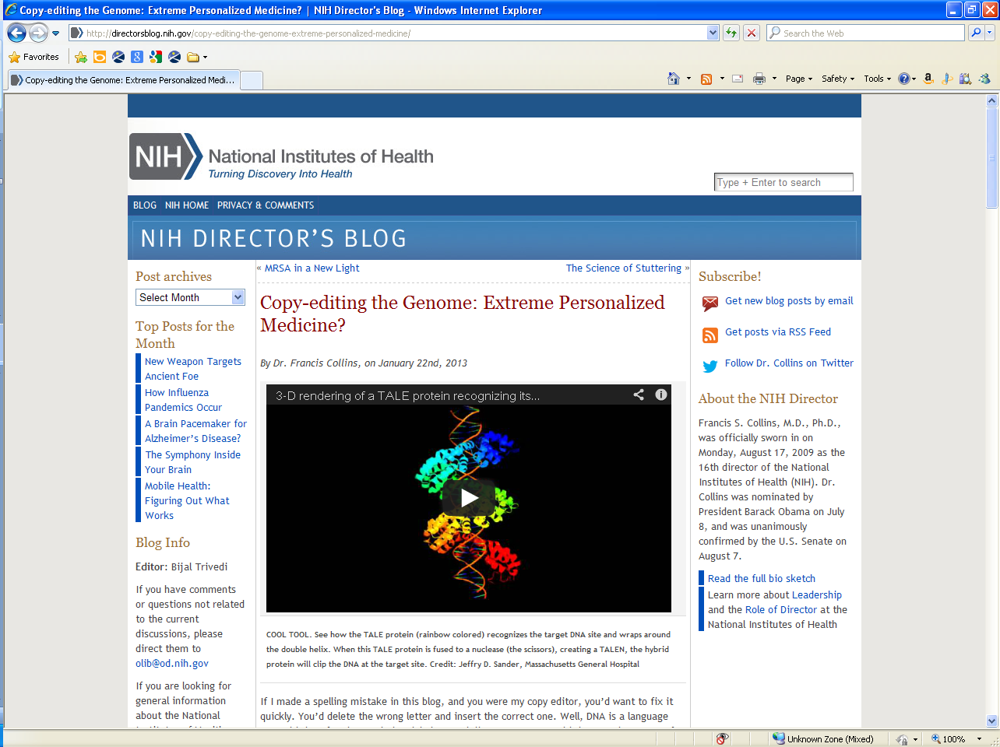 Copy-editing the Genome: Extreme Personalized Medicine? | NIH Director's Blog - Windows Internet Explorer
http://directorsblog.nih.gov/copy-editing-the-genome-extreme-personalized-medicine/
Search the Web
Favorites
Copy-editing the Genome: Extreme Personalized Medi...
Page
Safety
Tools
NIH
National Institutes of Health
Turning Discovery Into Health
Type + Enter to search
BLOG NIH HOME PRIVACY & COMMENTS
NIH DIRECTOR'S BLOG
Post archives
Select Month
Top Posts for the
Month
New Weapon Targets
Ancient Foe
How Influenza
Pandemics Occur
A Brain Pacemaker for
Alzheimer's Disease?
The Symphony Inside
Your Brain
Mobile Health:
Figuring Out What
Works
Blog Info
Editor: Bijal Trivedi
If you have comments
or questions not related
to the current
discussions, please
direct them to
olib@od.nih.gov
If you are looking for
general information
about the National
« MRSA in a New Light
The Science of Stuttering »
Copy-editing the Genome: Extreme Personalized
Medicine?
By Dr. Francis Collins, on January 22nd, 2013
3-D rendering of a TALE protein recognizing its...
COOL TOOL. See how the TALE protein (rainbow colored) recognizes the target DNA site and wraps around
the double helix. When this TALE protein is fused to a nuclease (the scissors), creating a TALEN, the hybrid
protein will clip the DNA at the target site. Credit: Jeffry D. Sander, Massachusetts General Hospital
If I made a spelling mistake in this blog, and you were my copy editor, you'd want to fix it
quickly. You'd delete the wrong letter and insert the correct one. Well, DNA is a language
Subscribe!
Get new blog posts by email
Get posts via RSS Feed
Follow Dr. Collins on Twitter
About the NIH Director
Francis S. Collins, M.D., Ph.D.,
was officially sworn in on
Monday, August 17, 2009 as the
16th director of the National
Institutes of Health (NIH). Dr.
Collins was nominated by
President Barack Obama on July
8, and was unanimously
confirmed by the U.S. Senate on
August 7.
Read the full bio sketch
Learn more about Leadership
and the Role of Director at the
National Institutes of Health
Unknown Zone (Mixed)
100%